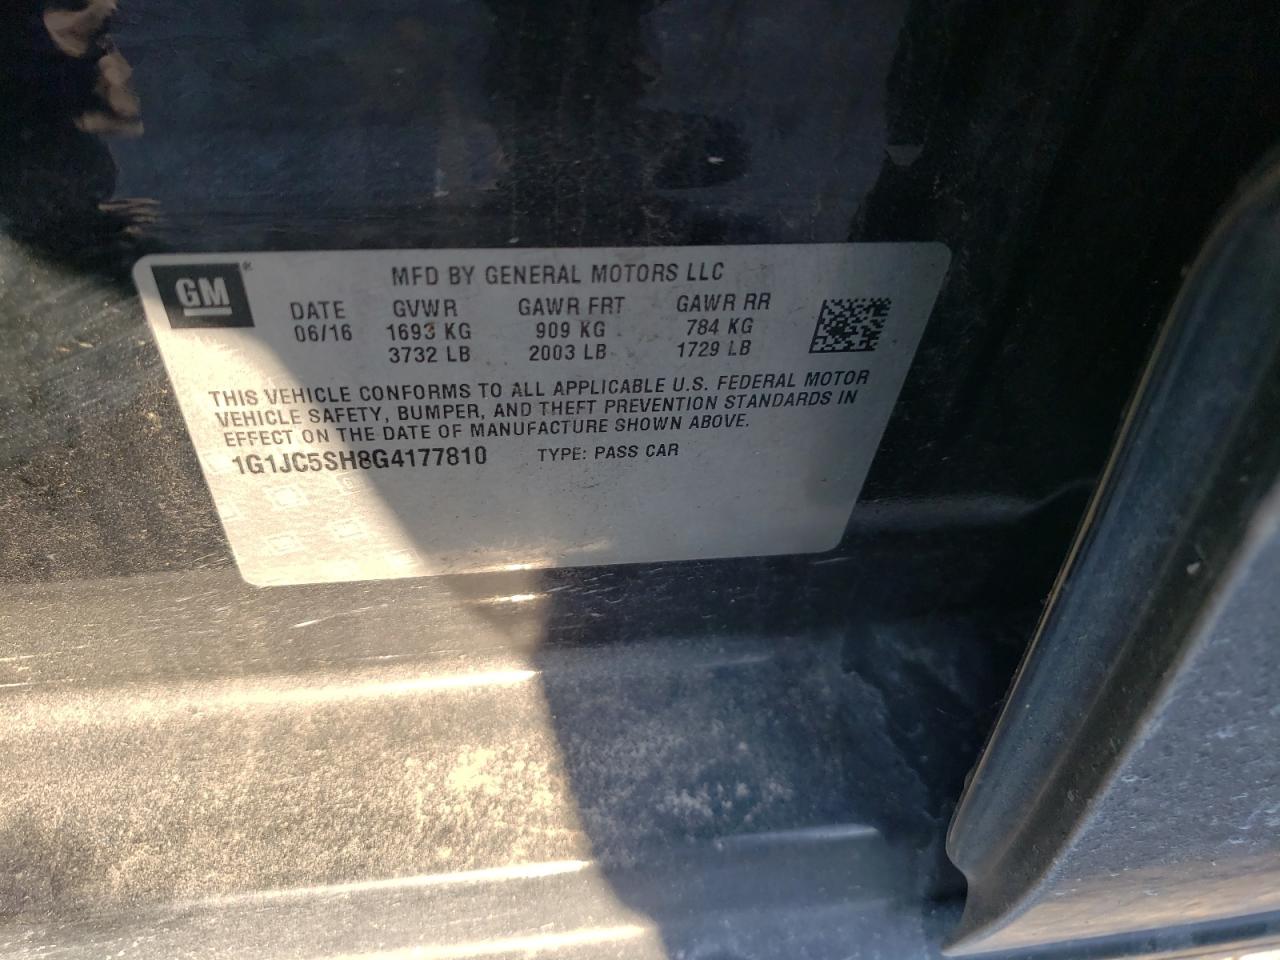 GM
MFD BY GENERAL MOTORS LLC
DATE GVWR GAWR FRT GAWR RR
06/16 1693 KG 909 KG 784 KG
3732 LB 2003 LB 1729 LB
THIS VEHICLE CONFORMS TO ALL APPLICABLE U.S. FEDERAL MOTOR
VEHICLE SAFETY, BUMPER, AND THEFT PREVENTION STANDARDS IN
EFFECT ON THE DATE OF MANUFACTURE SHOWN ABOVE.
1G1JC5SH8G4177810 TYPE: PASS CAR